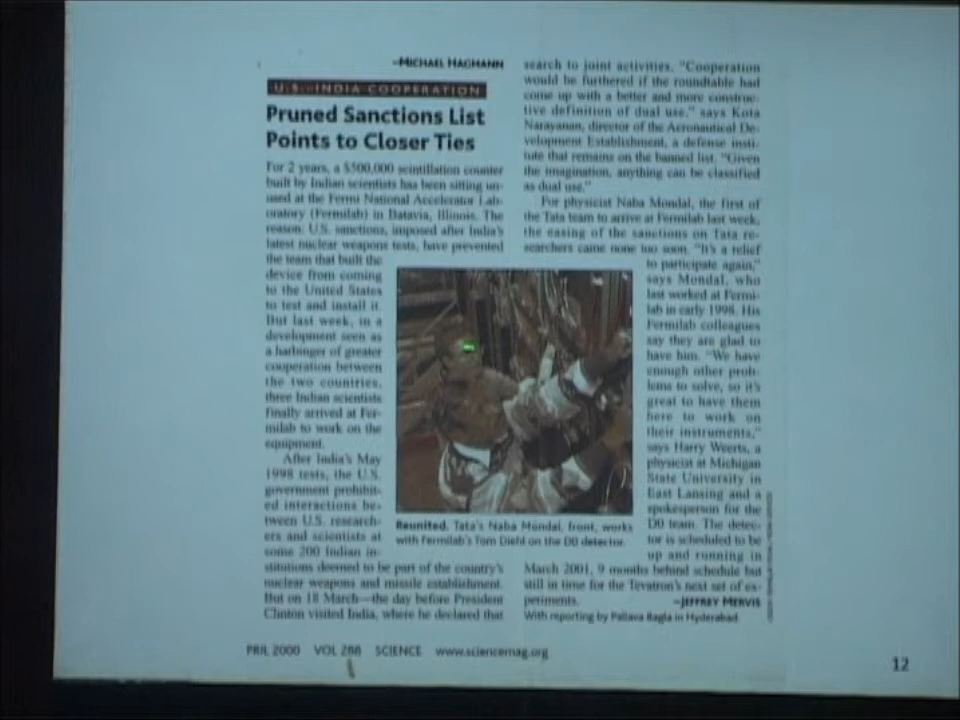 –MICHAEL HAGMANN
U.S.–INDIA COOPERATION
Pruned Sanctions List
Points to Closer Ties
For 2 years, a $500,000 scintillation counter
built by Indian scientists has been sitting un-
used at the Fermi National Accelerator Lab-
oratory (Fermilab) in Batavia, Illinois. The
reason: U.S. sanctions, imposed after India's
latest nuclear weapons tests, have prevented
the team that built the
device from coming
to the United States
to test and install it.
But last week, in a
development seen as
a harbinger of greater
cooperation between
the two countries,
three Indian scientists
finally arrived at Fer-
milab to work on the
equipment.
After India's May
1998 tests, the U.S.
government prohibit-
ed interactions be-
tween U.S. research-
ers and scientists at
some 200 Indian in-
stitutions deemed to be part of the country's
nuclear weapons and missile establishment.
But on 18 March—the day before President
Clinton visited India, where he declared that
search to joint activities. "Cooperation
would be furthered if the roundtable had
come up with a better and more construc-
tive definition of dual use," says Kota
Narayanan, director of the Aeronautical De-
velopment Establishment, a defense insti-
tute that remains on the banned list. "Given
the imagination, anything can be classified
as dual use."
For physicist Naba Mondal, the first of
the Tata team to arrive at Fermilab last week,
the easing of the sanctions on Tata re-
searchers came none too soon. "It's a relief
to participate again,"
says Mondal, who
last worked at Fermi-
lab in early 1998. His
Fermilab colleagues
say they are glad to
have him. "We have
enough other prob-
lems to solve, so it's
great to have them
here to work on
their instruments,"
says Harry Weerts, a
physicist at Michigan
State University in
East Lansing and a
spokesperson for the
D0 team. The detec-
tor is scheduled to be
up and running in
March 2001, 9 months behind schedule but
still in time for the Tevatron's next set of ex-
periments.
–JEFFREY MERVIS
With reporting by Pallava Bagla in Hyderabad.
Reunited. Tata's Naba Mondal, front, works
with Fermilab's Tom Diehl on the D0 detector.
PRIL 2000 VOL 288 SCIENCE www.sciencemag.org
12